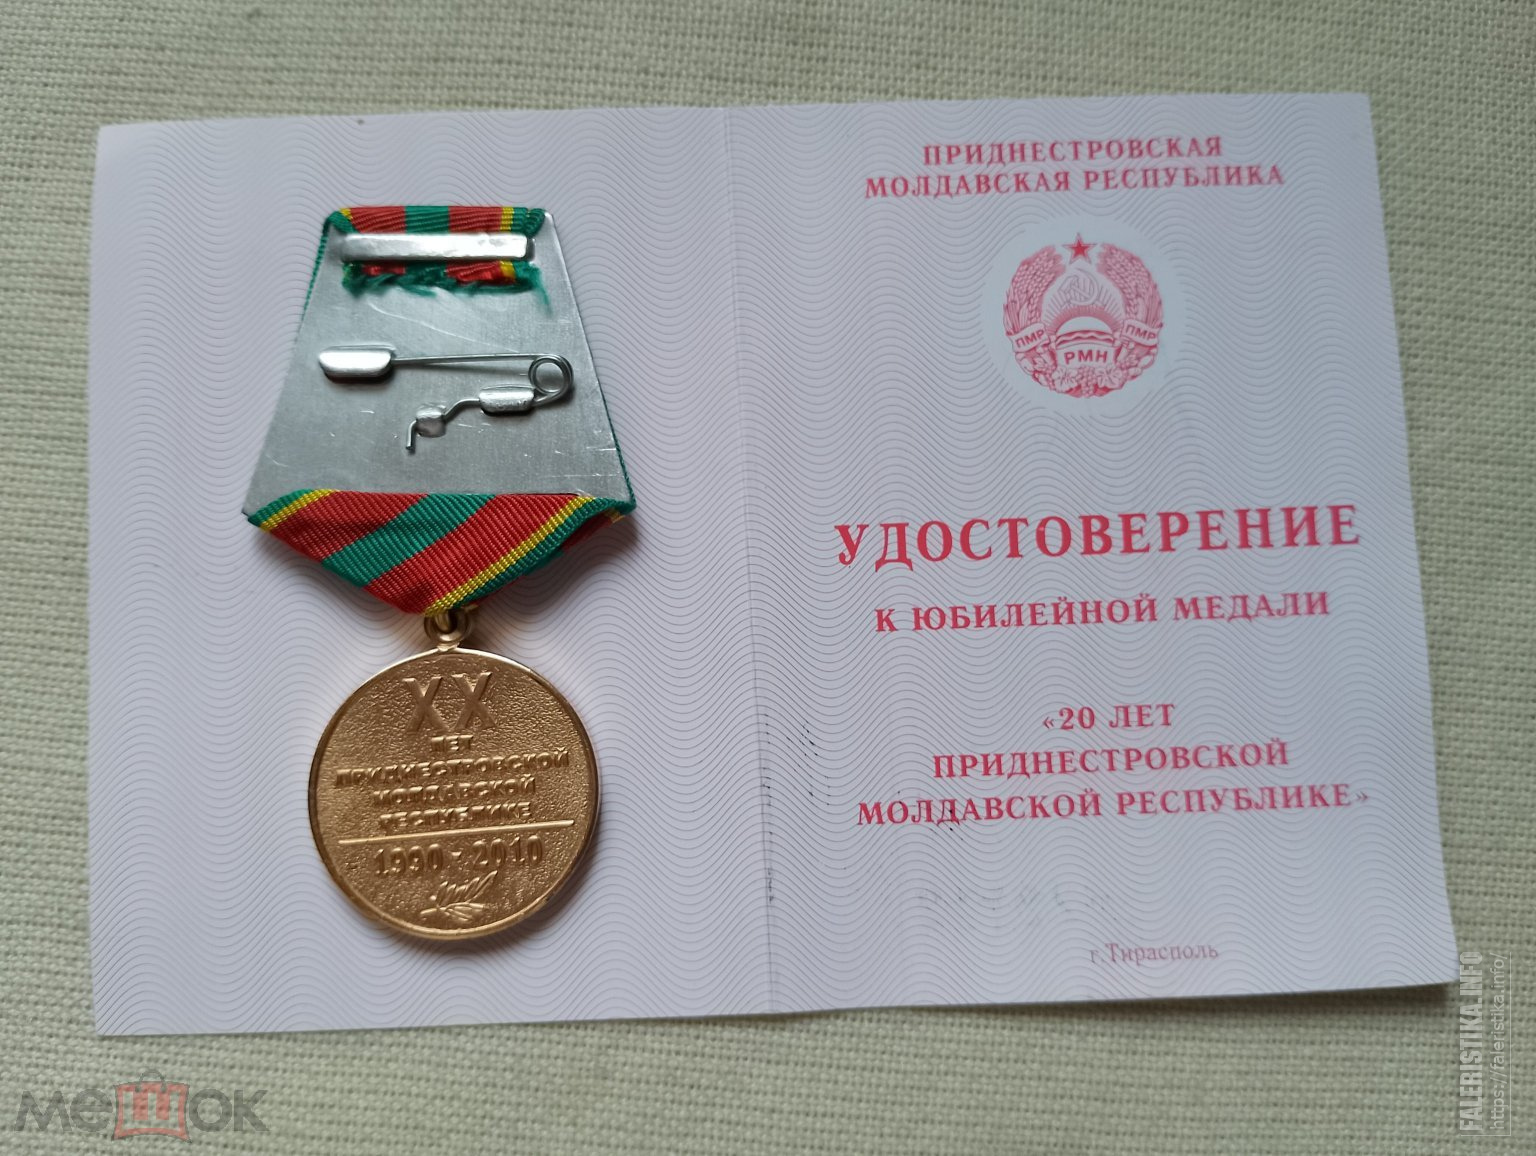 XX
ЛЕТ
ПРИДНЕСТРОВСКОЙ
МОЛДАВСКОЙ
РЕСПУБЛИКЕ
1990 - 2010
ПРИДНЕСТРОВСКАЯ
МОЛДАВСКАЯ РЕСПУБЛИКА
ПМР ПМР
РМН
УДОСТОВЕРЕНИЕ
К ЮБИЛЕЙНОЙ МЕДАЛИ
«20 ЛЕТ
ПРИДНЕСТРОВСКОЙ
МОЛДАВСКОЙ РЕСПУБЛИКЕ»
г. Тирасполь
мешок
FALERISTIKA.INFO
https://faleristika.info/